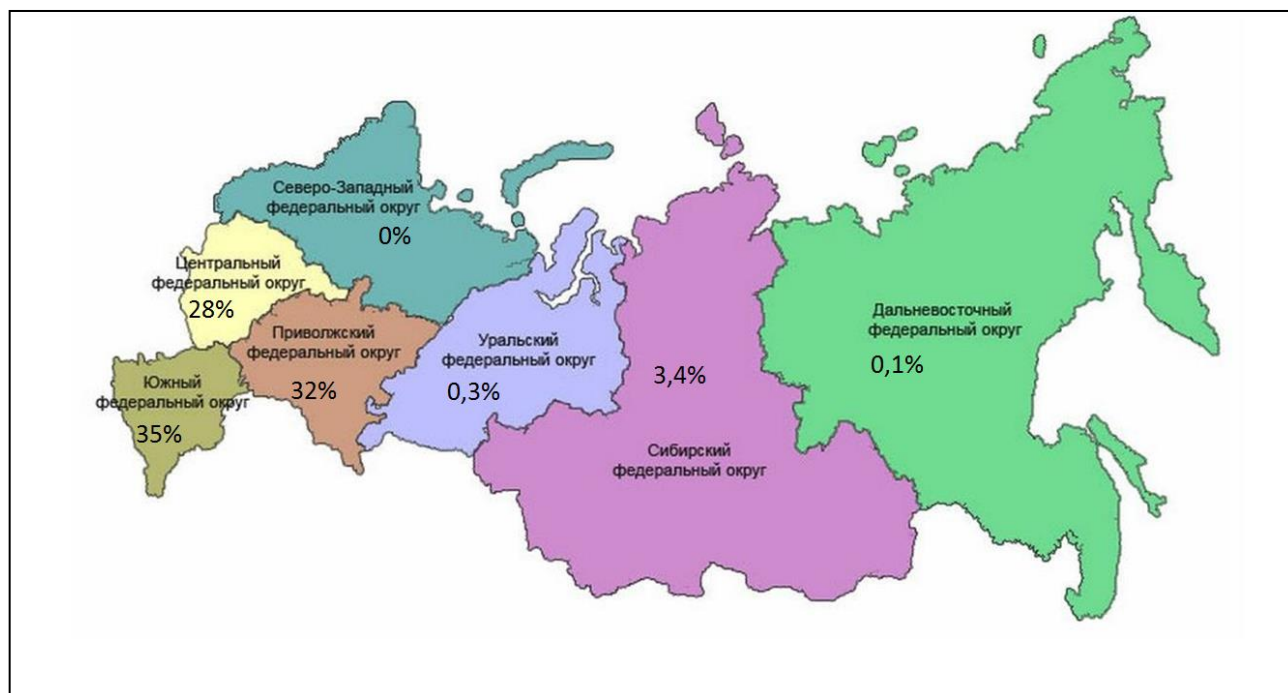 Северо-Западный
федеральный округ
0%
Центральный
федеральный округ
28%
Приволжский
федеральный округ
32%
Южный
федеральный округ
35%
Уральский
федеральный округ
0,3%
3,4%
Сибирский
федеральный округ
Дальневосточный
федеральный округ
0,1%